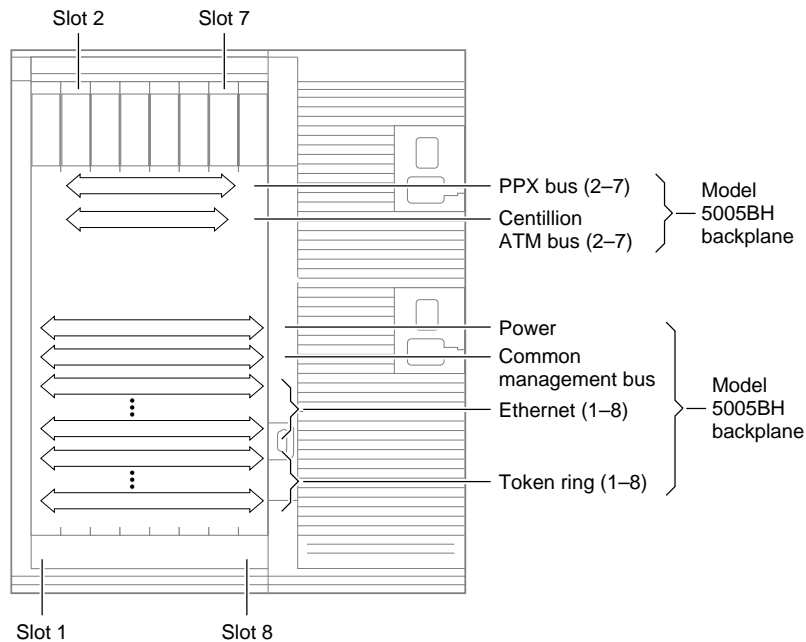 Slot 2
Slot 7
PPX bus (2–7)
Centillion
ATM bus (2–7)
Model
5005BH
backplane
Power
Common
management bus
Ethernet (1–8)
Token ring (1–8)
Model
5005BH
backplane
Slot 1
Slot 8